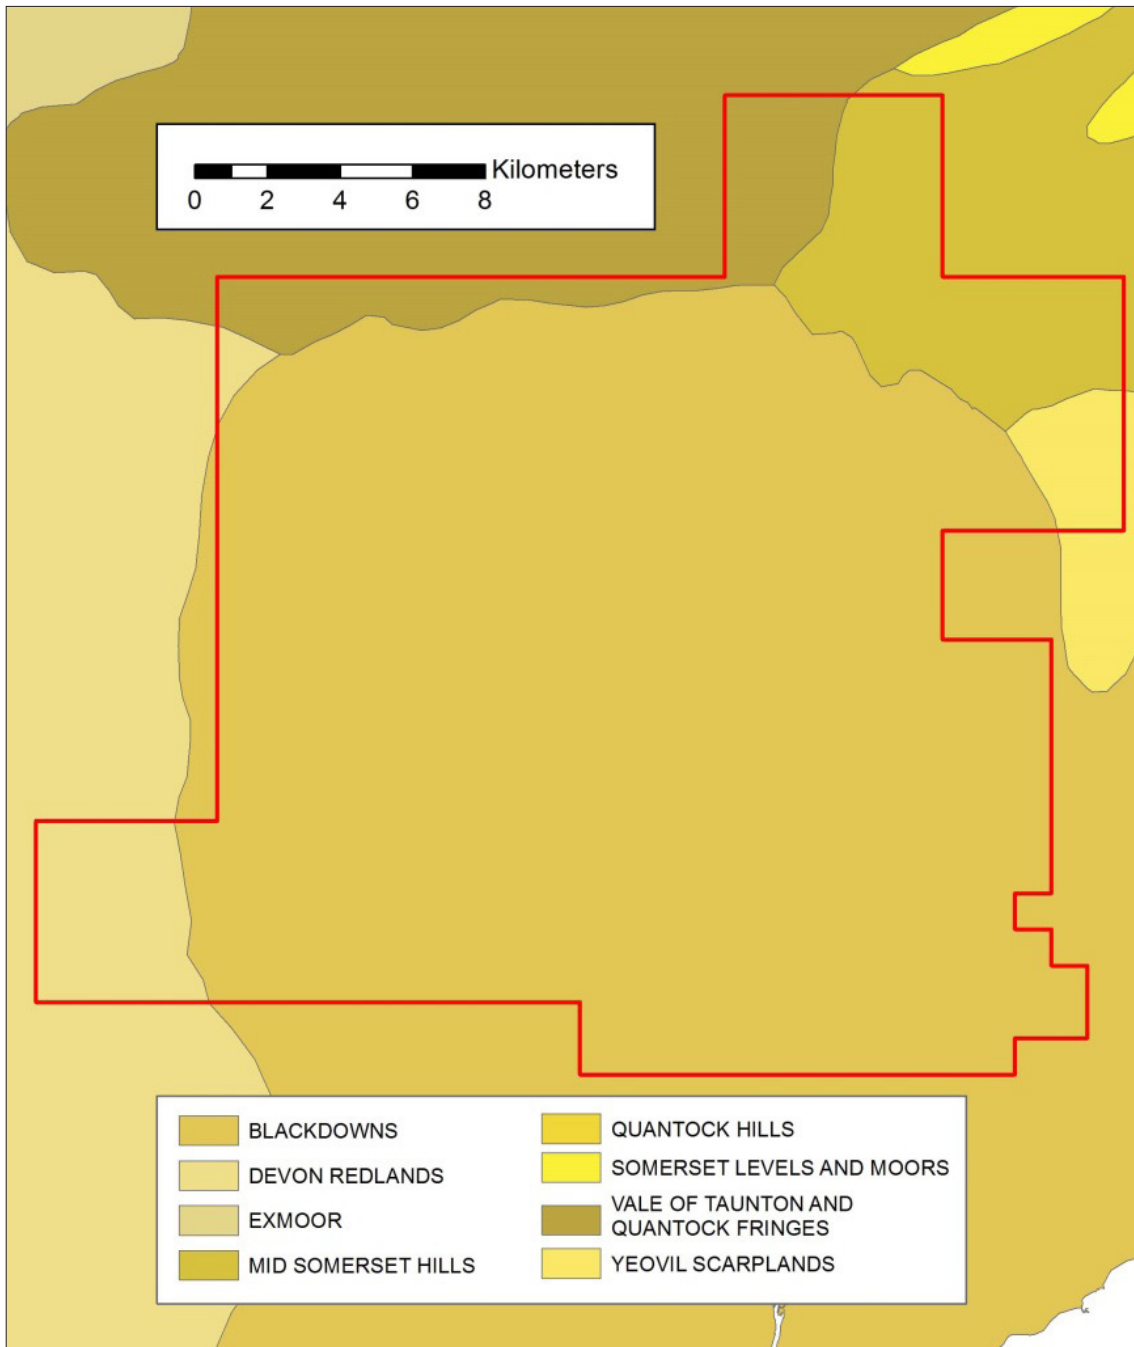 Kilometers
0 2 4 6 8
BLACKDOWNS
DEVON REDLANDS
EXMOOR
MID SOMERSET HILLS
QUANTOCK HILLS
SOMERSET LEVELS AND MOORS
VALE OF TAUNTON AND
QUANTOCK FRINGES
YEOVIL SCARPLANDS